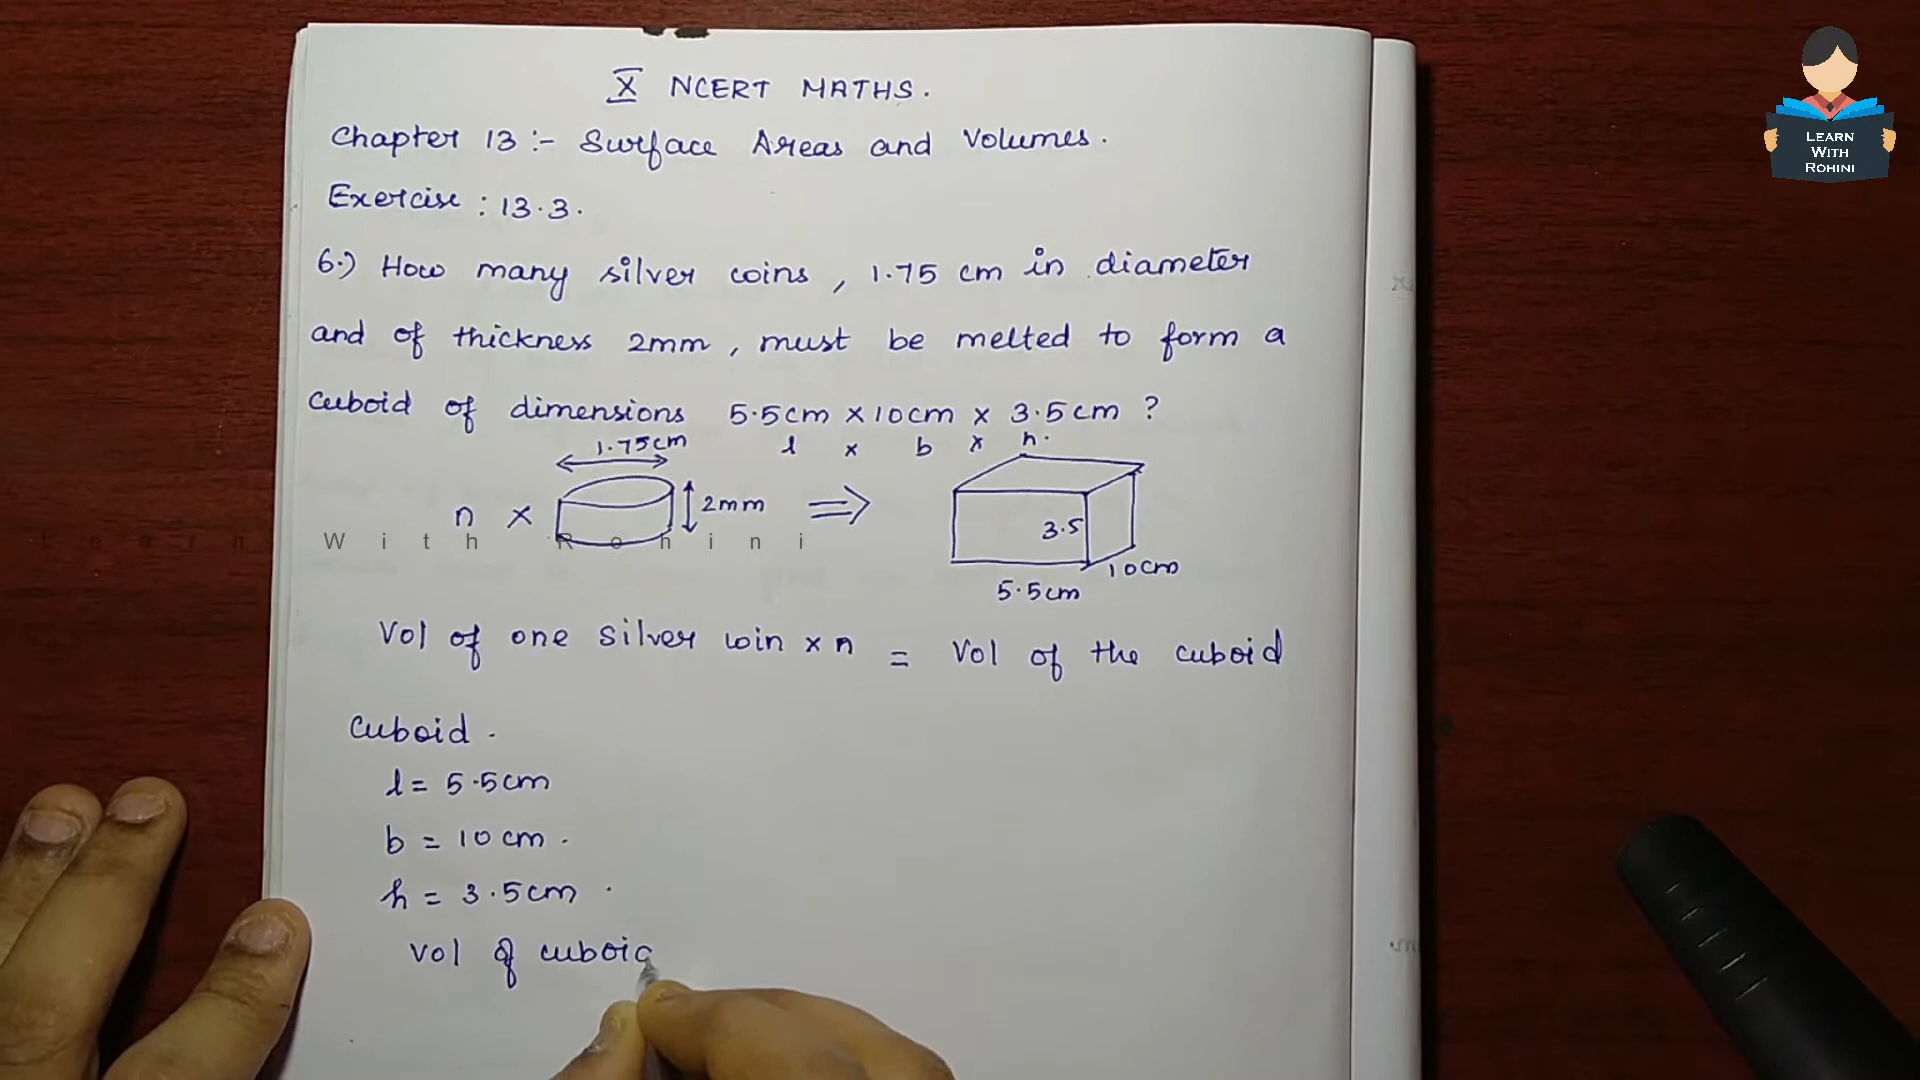 X NCERT MATHS.
Chapter 13 :- Surface Areas and Volumes.
Exercise : 13.3.
6.) How many silver coins, 1.75 cm in diameter
and of thickness 2mm, must be melted to form a
cuboid of dimensions 5.5cm x 10cm x 3.5cm ?
l x b x h.
1.75cm
n x 2mm ⇒ 3.5
10cm
5.5cm
Vol of one silver coin x n = Vol of the cuboid
Cuboid.
l = 5.5cm
b = 10 cm.
h = 3.5cm.
Vol of cuboid
LEARN
WITH
ROHINI
Learn With Rohini